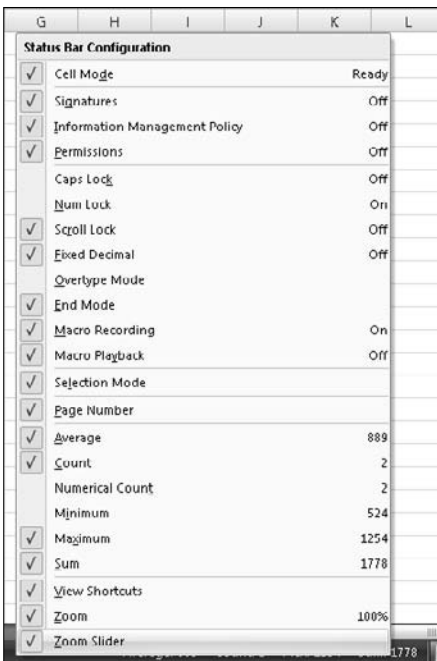 G H I J K L
Status Bar Configuration
Cell Mode Ready
Signatures Off
Information Management Policy Off
Permissions Off
Caps Lock Off
Num Lock On
Scroll Lock Off
Fixed Decimal Off
Overtype Mode
End Mode
Macro Recording On
Macro Playback Off
Selection Mode
Page Number
Average 889
Count 2
Numerical Count 2
Minimum 524
Maximum 1254
Sum 1778
View Shortcuts
Zoom 100%
Zoom Slider
1778